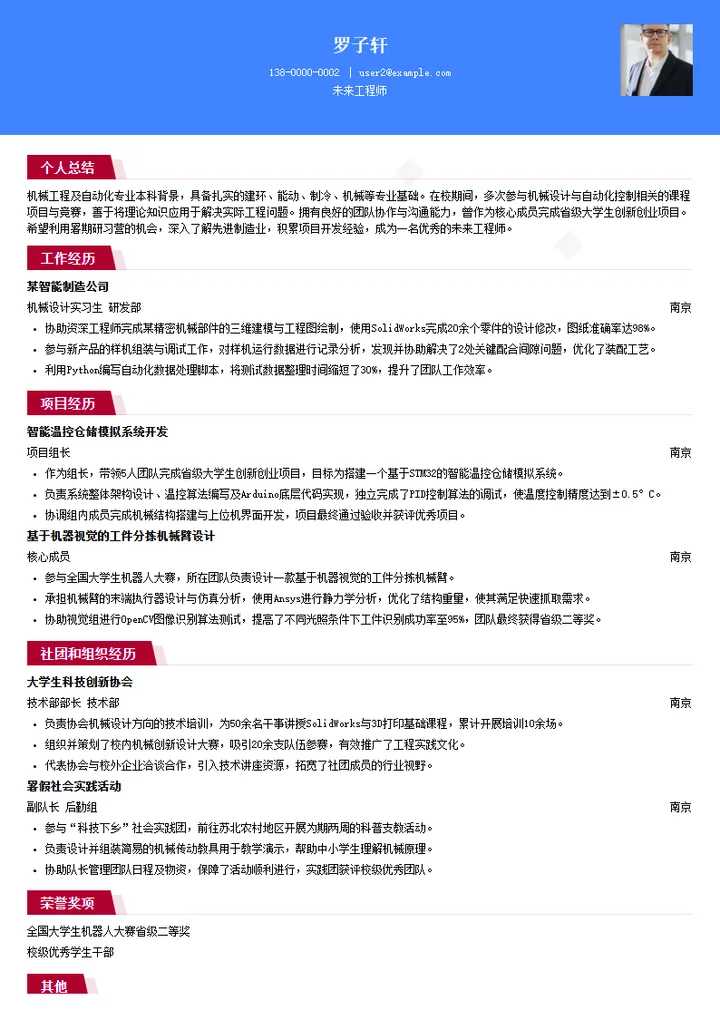 罗子轩
138-0000-0002 | user2@example.com
未来工程师
个人总结
机械工程及自动化专业本科背景，具备扎实的建环、能动、制冷、机械等专业基础。在校期间，多次参与机械设计与自动化控制相关的课程
项目与竞赛，善于将理论知识应用于解决实际工程问题。拥有良好的团队协作与沟通能力，曾作为核心成员完成省级大学生创新创业项目。
希望利用暑期研习营的机会，深入了解先进制造业，积累项目开发经验，成为一名优秀的未来工程师。
工作经历
某智能制造公司
机械设计实习生 研发部 南京
• 协助资深工程师完成某精密机械部件的三维建模与工程图绘制，使用SolidWorks完成20余个零件的设计修改，图纸准确率达98%。
• 参与新产品的样机组装与调试工作，对样机运行数据进行记录分析，发现并协助解决了2处关键配合间隙问题，优化了装配工艺。
• 利用Python编写自动化数据处理脚本，将测试数据整理时间缩短了30%，提升了团队工作效率。
项目经历
智能温控仓储模拟系统开发
项目组长 南京
• 作为组长，带领5人团队完成省级大学生创新创业项目，目标为搭建一个基于STM32的智能温控仓储模拟系统。
• 负责系统整体架构设计、温控算法编写及Arduino底层代码实现，独立完成了PID控制算法的调试，使温度控制精度达到±0.5°C。
• 协调组内成员完成机械结构搭建与上位机界面开发，项目最终通过验收并获评优秀项目。
基于机器视觉的工件分拣机械臂设计
核心成员 南京
• 参与全国大学生机器人大赛，所在团队负责设计一款基于机器视觉的工件分拣机械臂。
• 承担机械臂的末端执行器设计与仿真分析，使用Ansys进行静力学分析，优化了结构重量，使其满足快速抓取需求。
• 协助视觉组进行OpenCV图像识别算法测试，提高了不同光照条件下工件识别成功率至95%，团队最终获得省级二等奖。
社团和组织经历
大学生科技创新协会
技术部部长 技术部 南京
• 负责协会机械设计方向的技术培训，为50余名干事讲授SolidWorks与3D打印基础课程，累计开展培训10余场。
• 组织并策划了校内机械创新设计大赛，吸引20余支队伍参赛，有效推广了工程实践文化。
• 代表协会与校外企业洽谈合作，引入技术讲座资源，拓宽了社团成员的行业视野。
暑假社会实践活动
副队长 后勤组 南京
• 参与“科技下乡”社会实践团，前往苏北农村地区开展为期两周的科普支教活动。
• 负责设计并组装简易的机械传动教具用于教学演示，帮助中小学生理解机械原理。
• 协助队长管理团队日程及物资，保障了活动顺利进行，实践团获评校级优秀团队。
荣誉奖项
全国大学生机器人大赛省级二等奖
校级优秀学生干部
其他